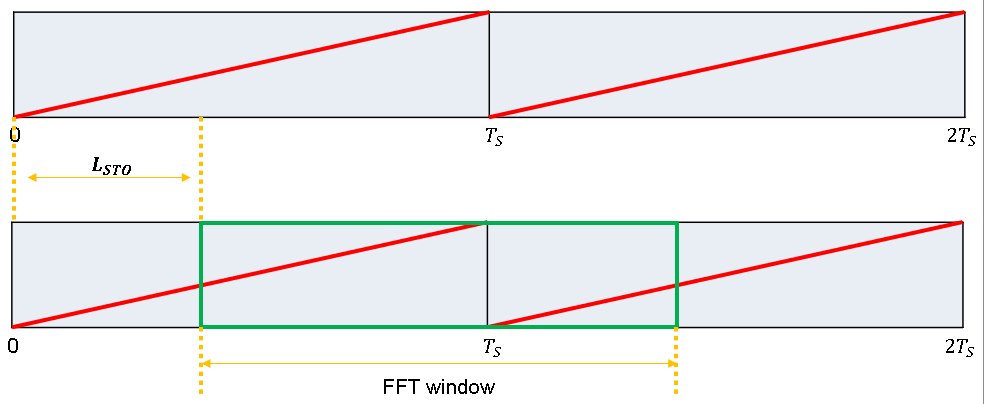 0 T_S 2T_S
L_STO
0 T_S 2T_S
FFT window